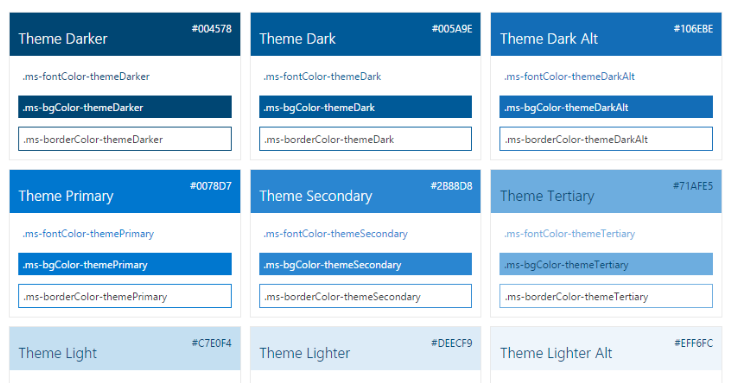 #004578
Theme Darker
.ms-fontColor-themeDarker
.ms-bgColor-themeDarker
.ms-borderColor-themeDarker
#005A9E
Theme Dark
.ms-fontColor-themeDark
.ms-bgColor-themeDark
.ms-borderColor-themeDark
#106EBE
Theme Dark Alt
.ms-fontColor-themeDarkAlt
.ms-bgColor-themeDarkAlt
.ms-borderColor-themeDarkAlt
#0078D7
Theme Primary
.ms-fontColor-themePrimary
.ms-bgColor-themePrimary
.ms-borderColor-themePrimary
#2B88D8
Theme Secondary
.ms-fontColor-themeSecondary
.ms-bgColor-themeSecondary
.ms-borderColor-themeSecondary
#71AFE5
Theme Tertiary
.ms-fontColor-themeTertiary
.ms-bgColor-themeTertiary
.ms-borderColor-themeTertiary
#C7E0F4
Theme Light
#DEECF9
Theme Lighter
#EFF6FC
Theme Lighter Alt